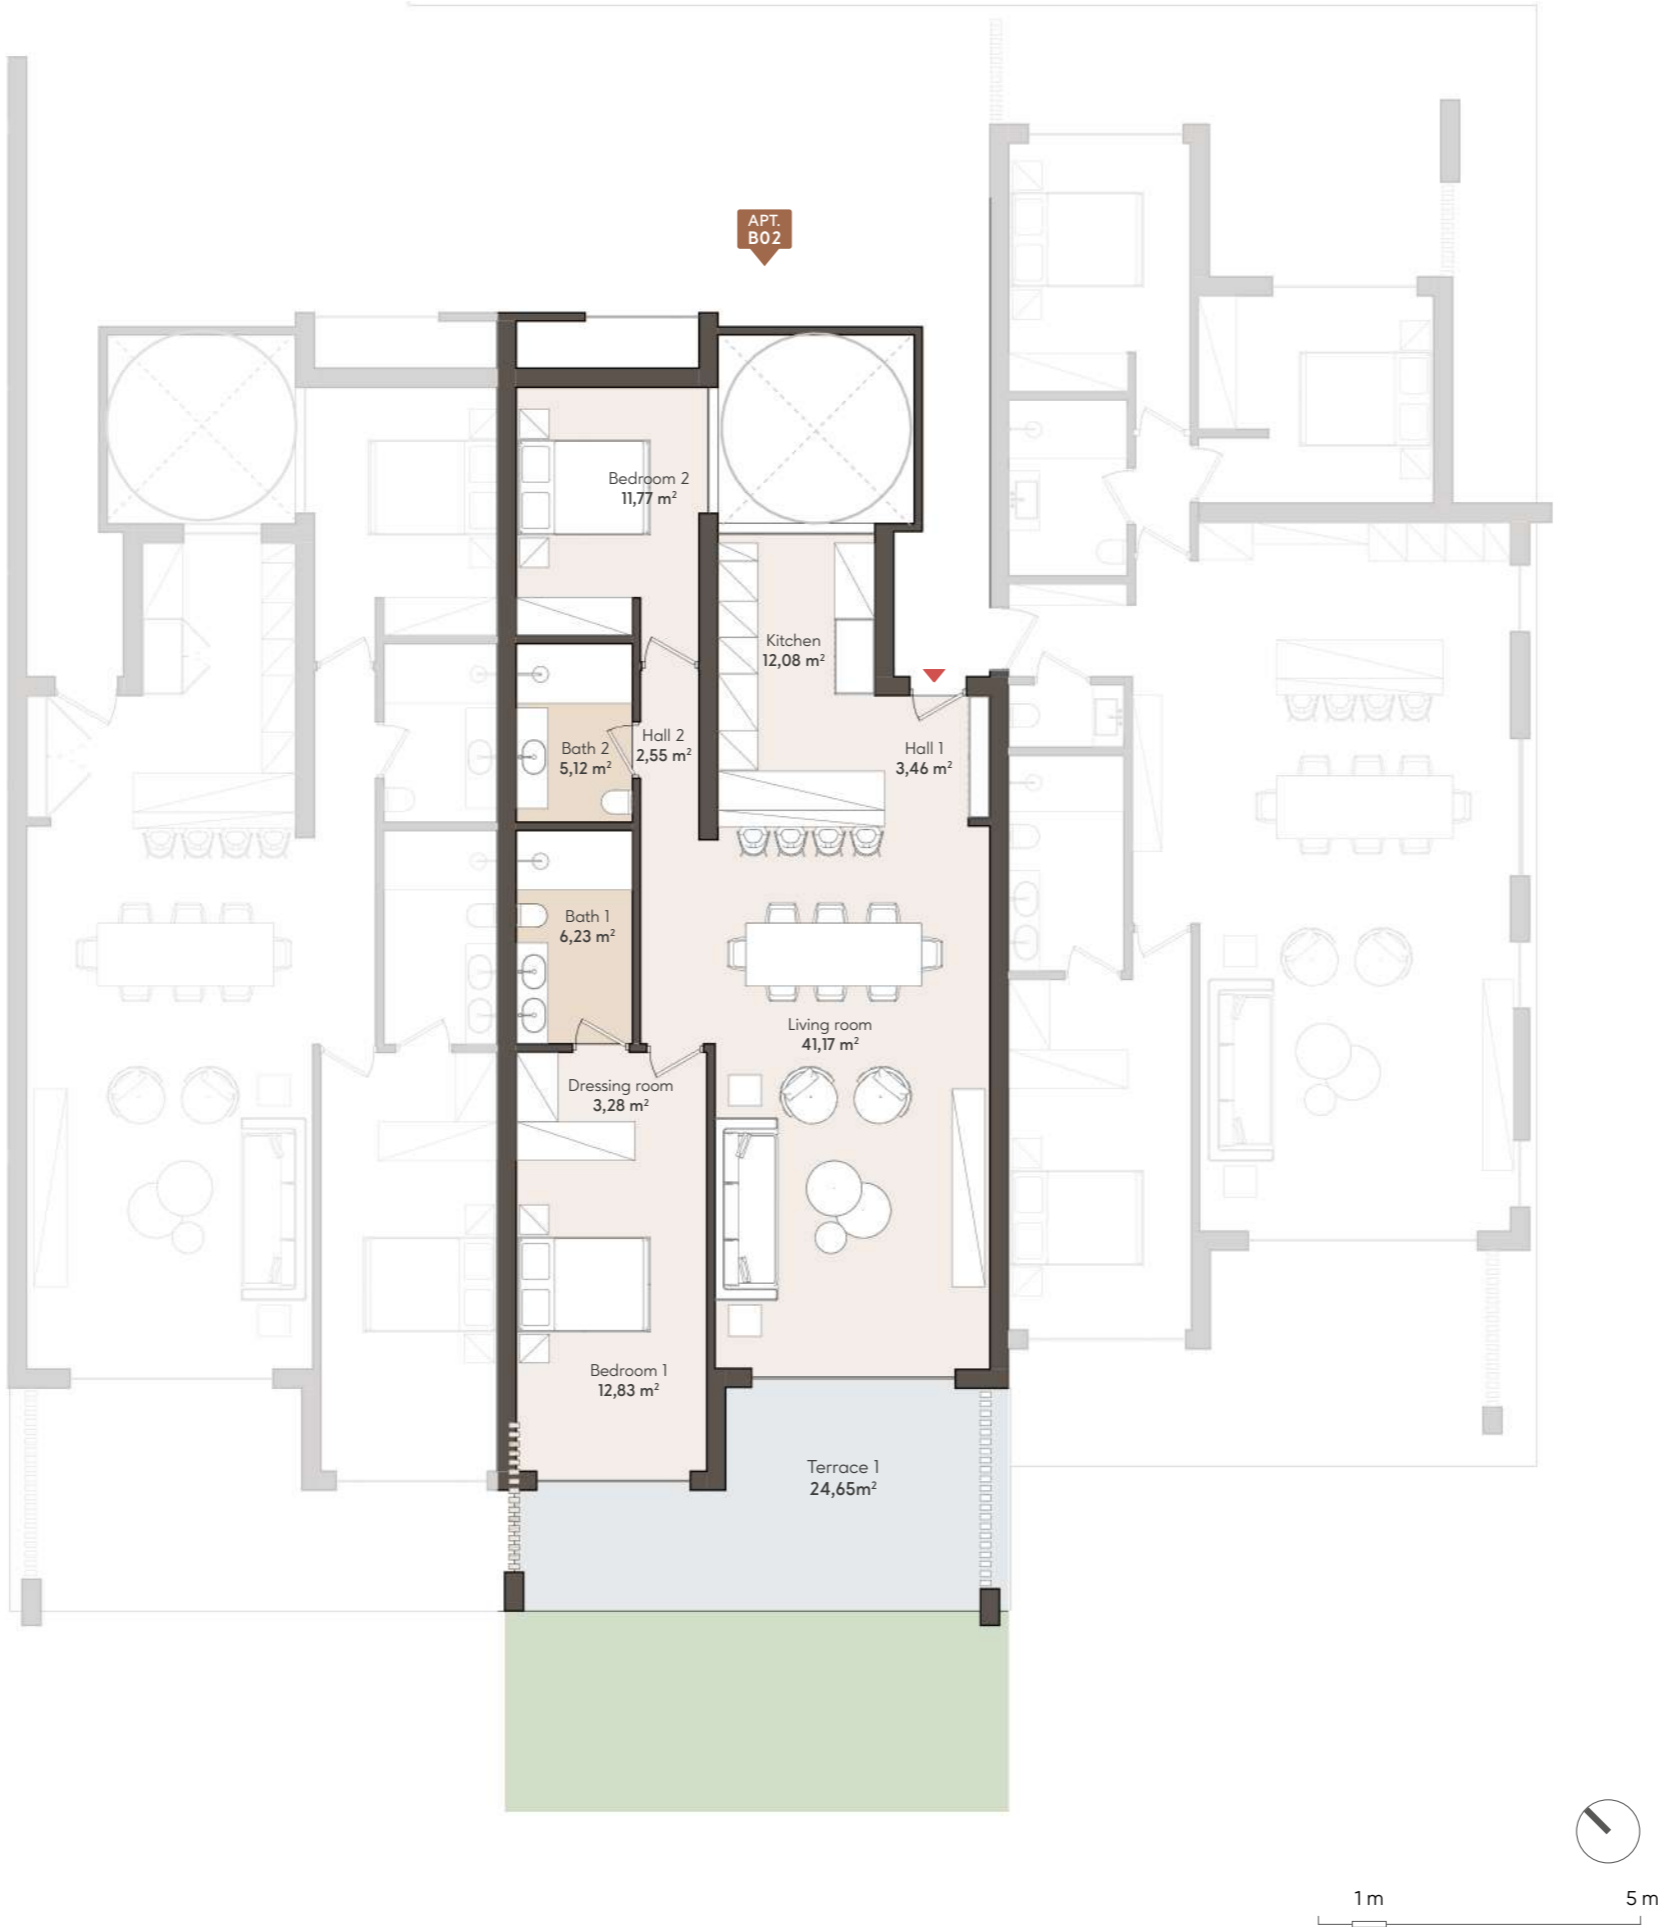 APT.
B02
Bedroom 2
11,77 m²
Kitchen
12,08 m²
Hall 2
2,55 m²
Bath 2
5,12 m²
Hall 1
3,46 m²
Bath 1
6,23 m²
Living room
41,17 m²
Dressing room
3,28 m²
Bedroom 1
12,83 m²
Terrace 1
24,65m²
1 m
5 m